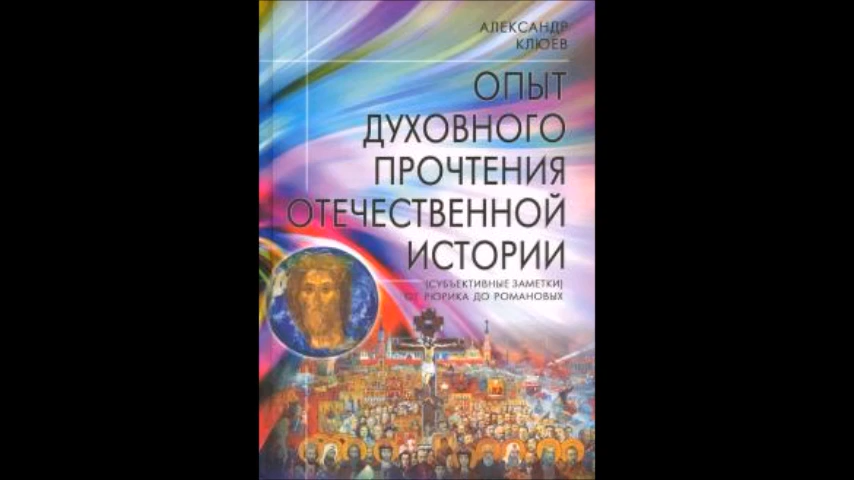 АЛЕКСАНДР
КЛЮЕВ
ОПЫТ
ДУХОВНОГО
ПРОЧТЕНИЯ
ОТЕЧЕСТВЕННОЙ
ИСТОРИИ
(СУБЪЕКТИВНЫЕ ЗАМЕТКИ)
ОТ РЮРИКА ДО РОМАНОВЫХ